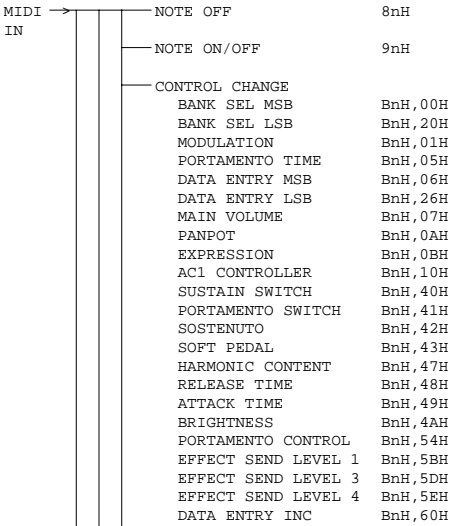 MIDI NOTE OFF 8nH
IN
NOTE ON/OFF 9nH
CONTROL CHANGE
BANK SEL MSB BnH,00H
BANK SEL LSB BnH,20H
MODULATION BnH,01H
PORTAMENTO TIME BnH,05H
DATA ENTRY MSB BnH,06H
DATA ENTRY LSB BnH,26H
MAIN VOLUME BnH,07H
PANPOT BnH,0AH
EXPRESSION BnH,0BH
AC1 CONTROLLER BnH,10H
SUSTAIN SWITCH BnH,40H
PORTAMENTO SWITCH BnH,41H
SOSTENUTO BnH,42H
SOFT PEDAL BnH,43H
HARMONIC CONTENT BnH,47H
RELEASE TIME BnH,48H
ATTACK TIME BnH,49H
BRIGHTNESS BnH,4AH
PORTAMENTO CONTROL BnH,54H
EFFECT SEND LEVEL 1 BnH,5BH
EFFECT SEND LEVEL 3 BnH,5DH
EFFECT SEND LEVEL 4 BnH,5EH
DATA ENTRY INC BnH,60H